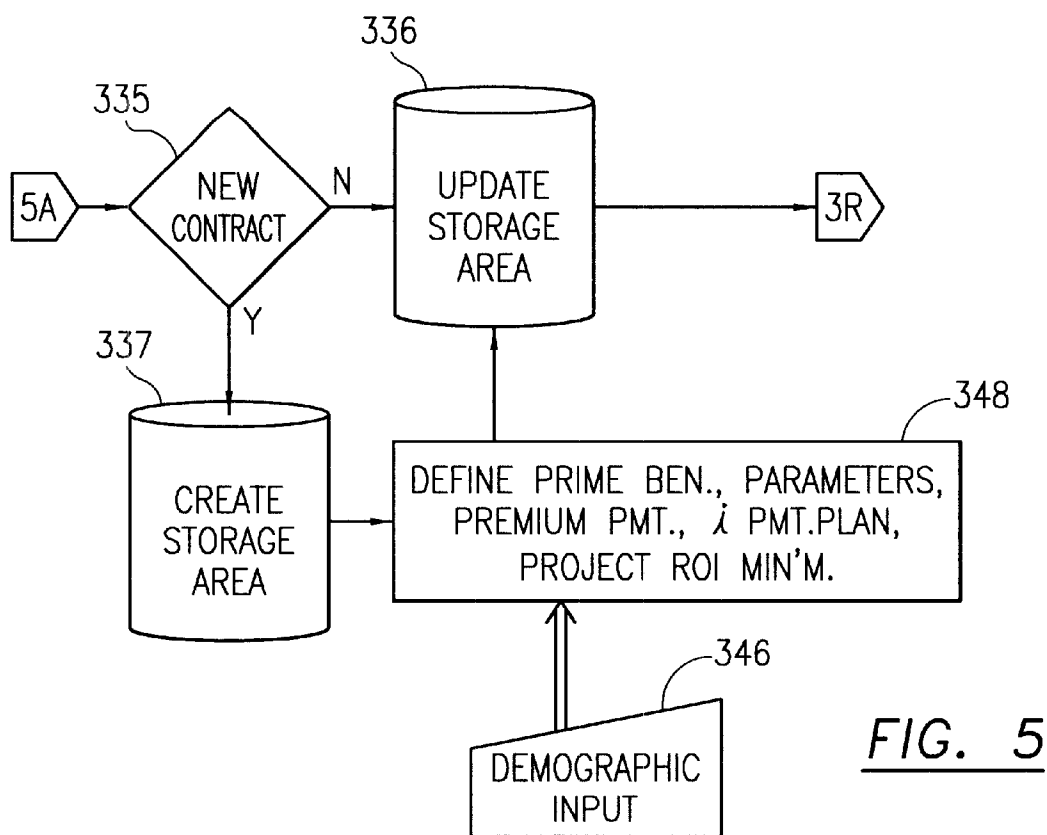 336
335
5A
NEW
CONTRACT
N
UPDATE
STORAGE
AREA
3R
Y
337
CREATE
STORAGE
AREA
348
DEFINE PRIME BEN., PARAMETERS,
PREMIUM PMT., i PMT.PLAN,
PROJECT ROI MIN'M.
346
DEMOGRAPHIC
INPUT
FIG. 5